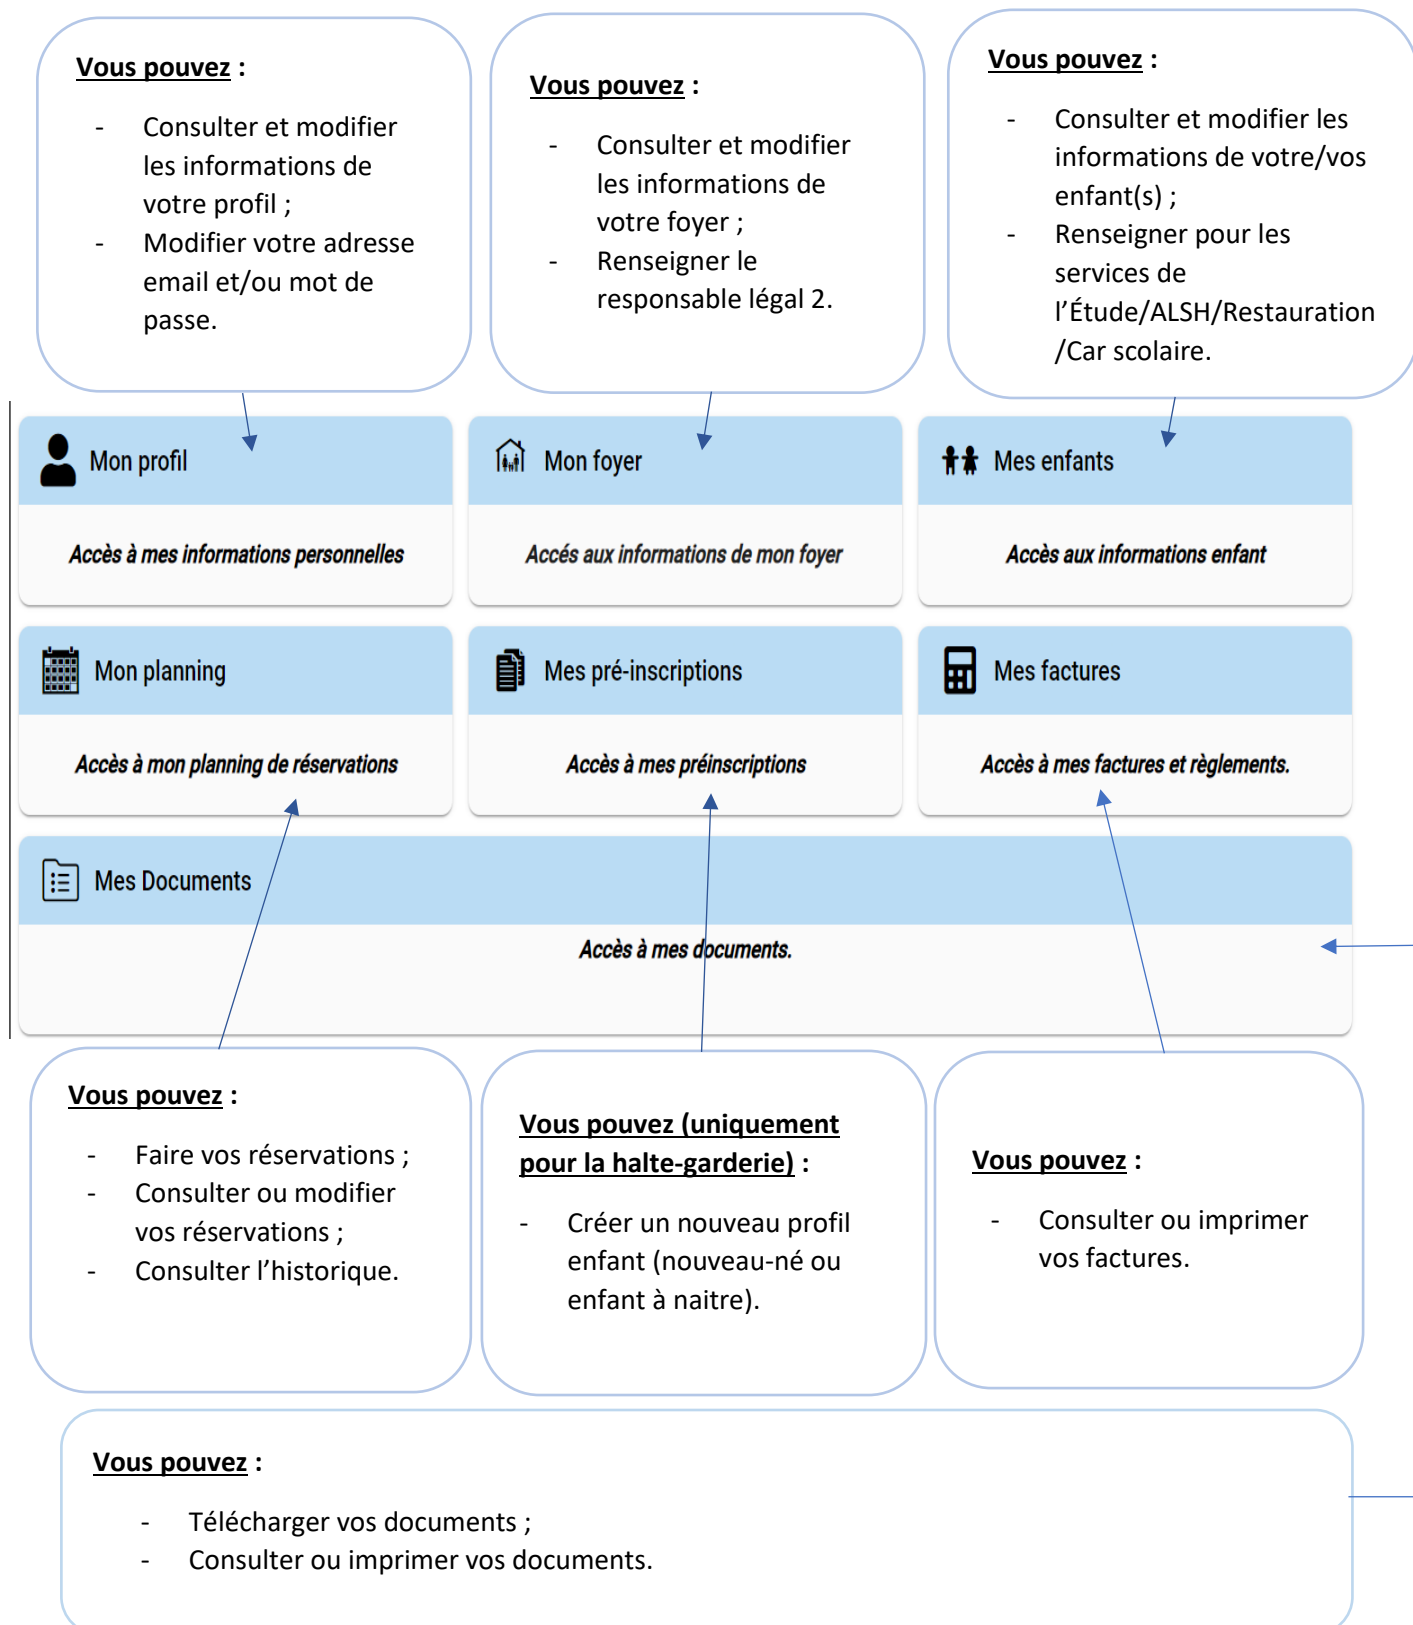 Vous pouvez :
- Consulter et modifier
les informations de
votre profil ;
- Modifier votre adresse
email et/ou mot de
passe.
Vous pouvez :
- Consulter et modifier
les informations de
votre foyer ;
- Renseigner le
responsable légal 2.
Vous pouvez :
- Consulter et modifier les
informations de votre/vos
enfant(s) ;
- Renseigner pour les
services de
l’Étude/ALSH/Restauration
/Car scolaire.
Mon profil
Accès à mes informations personnelles
Mon foyer
Accés aux informations de mon foyer
Mes enfants
Accès aux informations enfant
Mon planning
Accès à mon planning de réservations
Mes pré-inscriptions
Accès à mes préinscriptions
Mes factures
Accès à mes factures et règlements.
Mes Documents
Accès à mes documents.
Vous pouvez :
- Faire vos réservations ;
- Consulter ou modifier
vos réservations ;
- Consulter l’historique.
Vous pouvez (uniquement
pour la halte-garderie) :
- Créer un nouveau profil
enfant (nouveau-né ou
enfant à naitre).
Vous pouvez :
- Consulter ou imprimer
vos factures.
Vous pouvez :
- Télécharger vos documents ;
- Consulter ou imprimer vos documents.